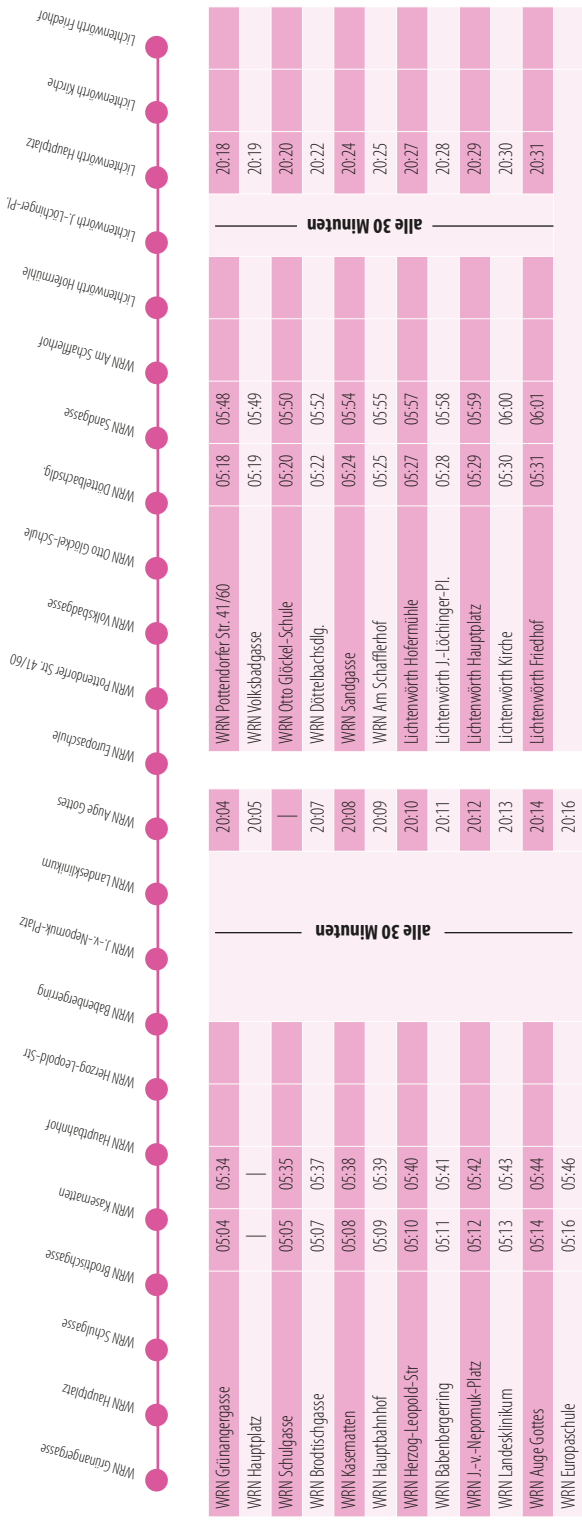 WRN Grünangergasse
WRN Hauptplatz
WRN Schulgasse
WRN Brodtischgasse
WRN Kasematten
WRN Hauptbahnhof
WRN Herzog-Leopold-Str
WRN Babenbergerring
WRN J.-v.-Nepomuk-Platz
WRN Landesklinikum
WRN Auge Gottes
WRN Europaschule
WRN Pottendorfer Str. 41/60
WRN Volksbadgasse
WRN Otto Glöckel-Schule
WRN Döttelbachsdlg.
WRN Sandgasse
WRN Am Schafflerhof
Lichtenwörth Hofermühle
Lichtenwörth J.-Löchinger-Pl.
Lichtenwörth Hauptplatz
Lichtenwörth Kirche
Lichtenwörth Friedhof
WRN Grünangergasse 05:04 05:34 20:04
WRN Hauptplatz — — 20:05
WRN Schulgasse 05:05 05:35 —
WRN Brodtischgasse 05:07 05:37 20:07
WRN Kasematten 05:08 05:38 20:08
WRN Hauptbahnhof 05:09 05:39 20:09
WRN Herzog-Leopold-Str 05:10 05:40 20:10
WRN Babenbergerring 05:11 05:41 20:11
WRN J.-v.-Nepomuk-Platz 05:12 05:42 20:12
WRN Landesklinikum 05:13 05:43 20:13
WRN Auge Gottes 05:14 05:44 20:14
WRN Europaschule 05:16 05:46 20:16
alle 30 Minuten
WRN Pottendorfer Str. 41/60 05:18 05:48 20:18
WRN Volksbadgasse 05:19 05:49 20:19
WRN Otto Glöckel-Schule 05:20 05:50 20:20
WRN Döttelbachsdlg. 05:22 05:52 20:22
WRN Sandgasse 05:24 05:54 20:24
WRN Am Schafflerhof 05:25 05:55 20:25
Lichtenwörth Hofermühle 05:27 05:57 20:27
Lichtenwörth J.-Löchinger-Pl. 05:28 05:58 20:28
Lichtenwörth Hauptplatz 05:29 05:59 20:29
Lichtenwörth Kirche 05:30 06:00 20:30
Lichtenwörth Friedhof 05:31 06:01 20:31
alle 30 Minuten